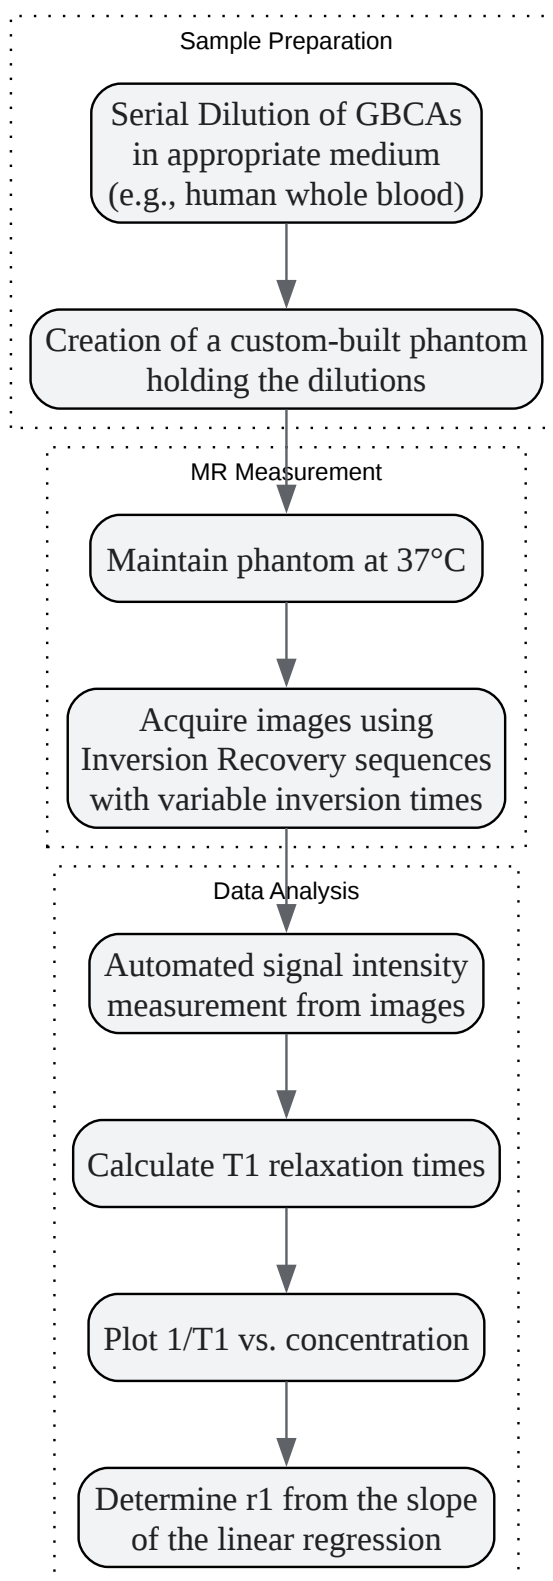 Sample Preparation
Serial Dilution of GBCAs
in appropriate medium
(e.g., human whole blood)
Creation of a custom-built phantom
holding the dilutions
MR Measurement
Maintain phantom at 37°C
Acquire images using
Inversion Recovery sequences
with variable inversion times
Data Analysis
Automated signal intensity
measurement from images
Calculate T1 relaxation times
Plot 1/T1 vs. concentration
Determine r1 from the slope
of the linear regression